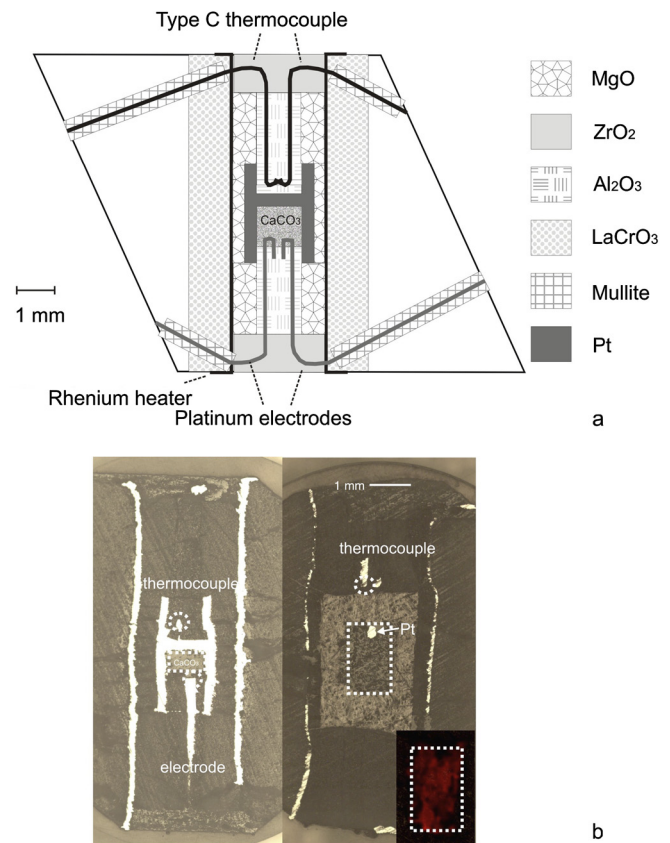 Type C thermocouple
MgO
ZrO₂
Al₂O₃
CaCO₃
LaCrO₃
1 mm
Mullite
Pt
Rhenium heater
Platinum electrodes
a
1 mm
thermocouple
thermocouple
Pt
CaCO₃
electrode
b